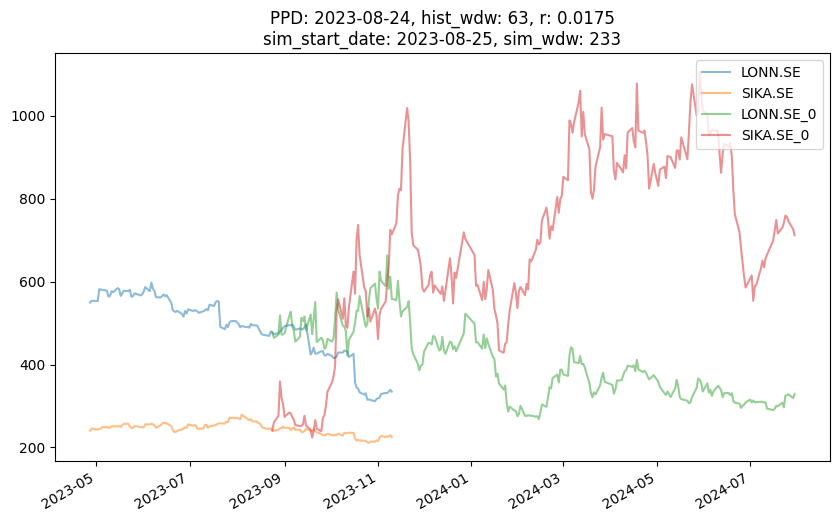 PPD: 2023-08-24, hist_wdw: 63, r: 0.0175
sim_start_date: 2023-08-25, sim_wdw: 233
LONN.SE
SIKA.SE
LONN.SE_0
SIKA.SE_0
1000
800
600
400
200
2023-05
2023-07
2023-09
2023-11
2024-01
2024-03
2024-05
2024-07